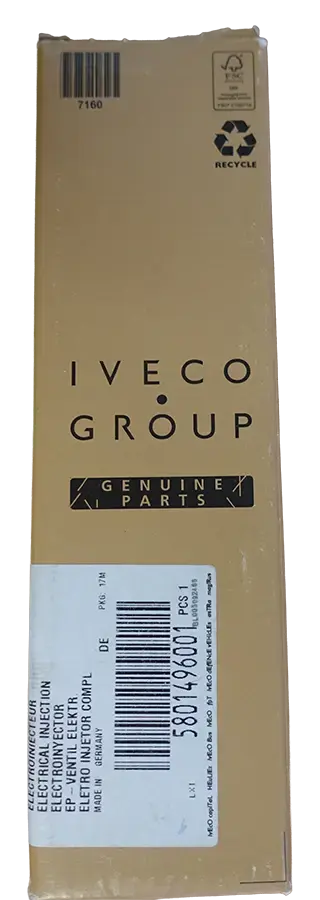 7160
FSC
RECYCLE
IVECO
GROUP
GENUINE
PARTS
ELECTROINJECTEUR
ELECTRICAL INJECTION
ELECTROINYECTOR
EP-VENTIL ELEKTR
ELETRO INJETOR COMPL
MADE IN GERMANY
DE
PKG. 17M
5801496001 PCS 1
LX1